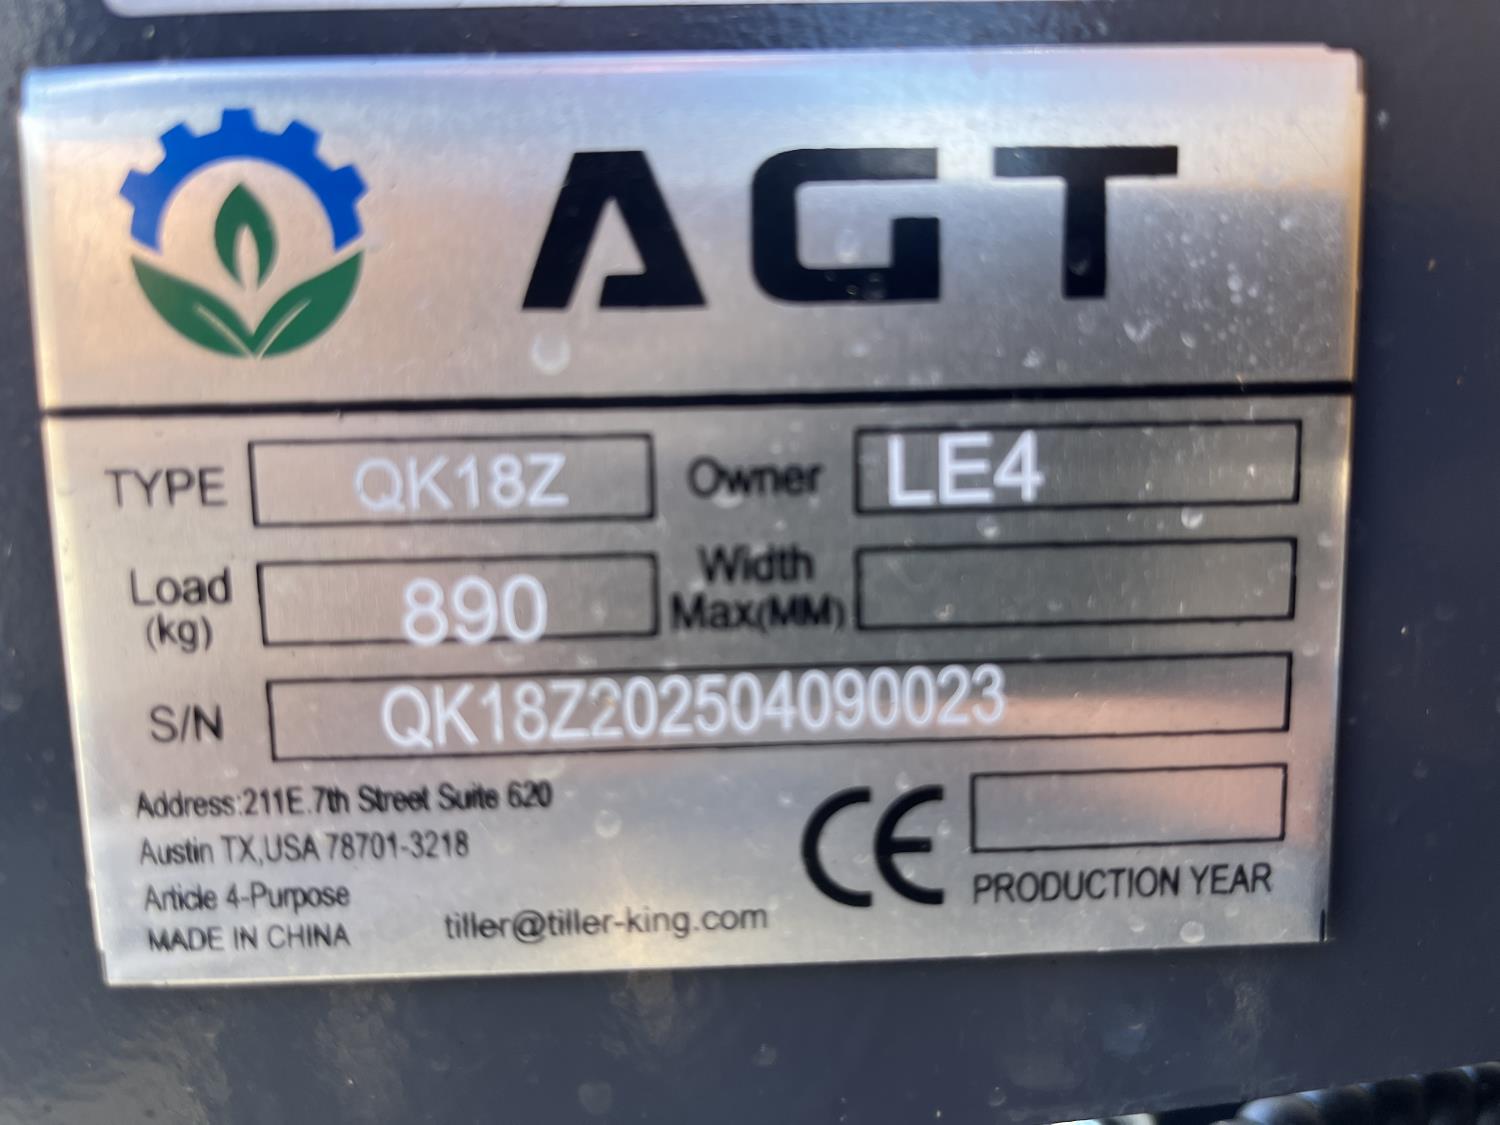 AGT
TYPE QK18Z Owner LE4
Load (kg) 890 Width Max(MM)
S/N QK18Z202504090023
Address:211E.7th Street Suite 620
Austin TX,USA 78701-3218
Article 4-Purpose
MADE IN CHINA
tiller@tiller-king.com
CE
PRODUCTION YEAR